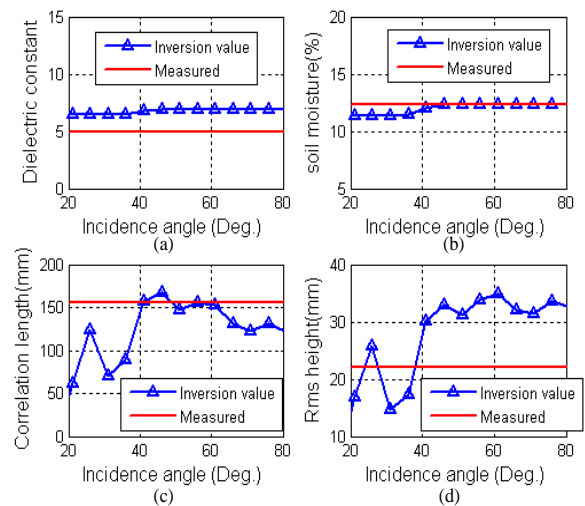 15
10
5
0
Dielectric constant
Inversion value
Measured
20 40 60 80
Incidence angle (Deg.)
(a)
20
15
10
5
soil moisture(%)
Inversion value
Measured
20 40 60 80
Incidence angle (Deg.)
(b)
200
150
100
50
0
Correlation length(mm)
Inversion value
Measured
20 40 60 80
Incidence angle (Deg.)
(c)
40
30
20
10
Rms height(mm)
Inversion value
Measured
20 40 60 80
Incidence angle (Deg.)
(d)